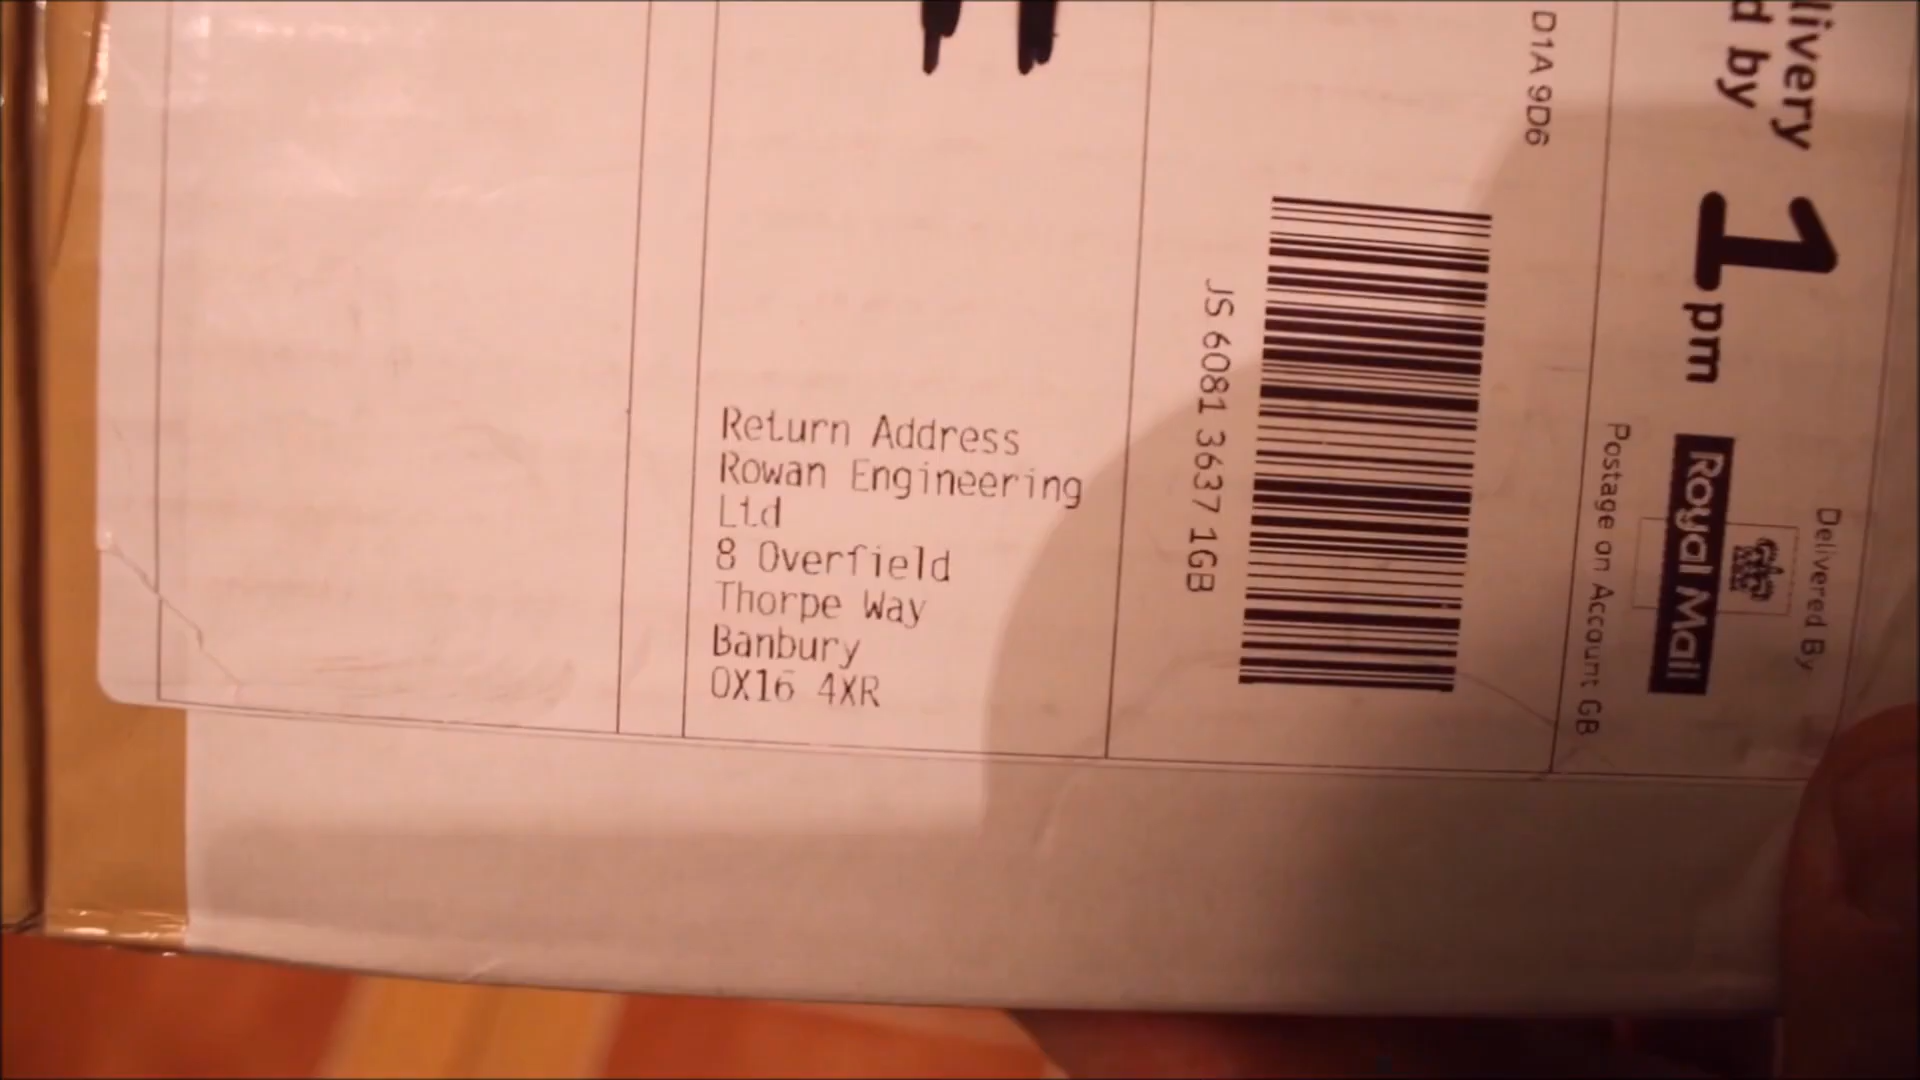 livery
d by
1pm
Delivered By
Royal Mail
Postage on Account GB
D1A 9D6
JS 6081 3637 1GB
Return Address
Rowan Engineering
Ltd
8 Overfield
Thorpe Way
Banbury
OX16 4XR